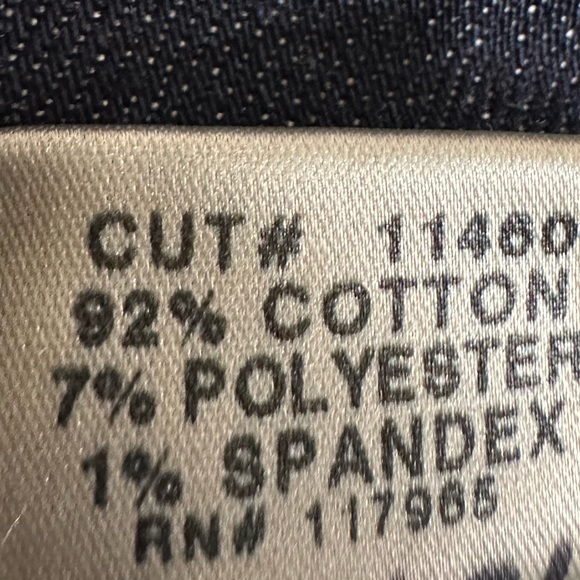 CUT# 11460
92% COTTON
7% POLYESTER
1% SPANDEX
RN# 117965